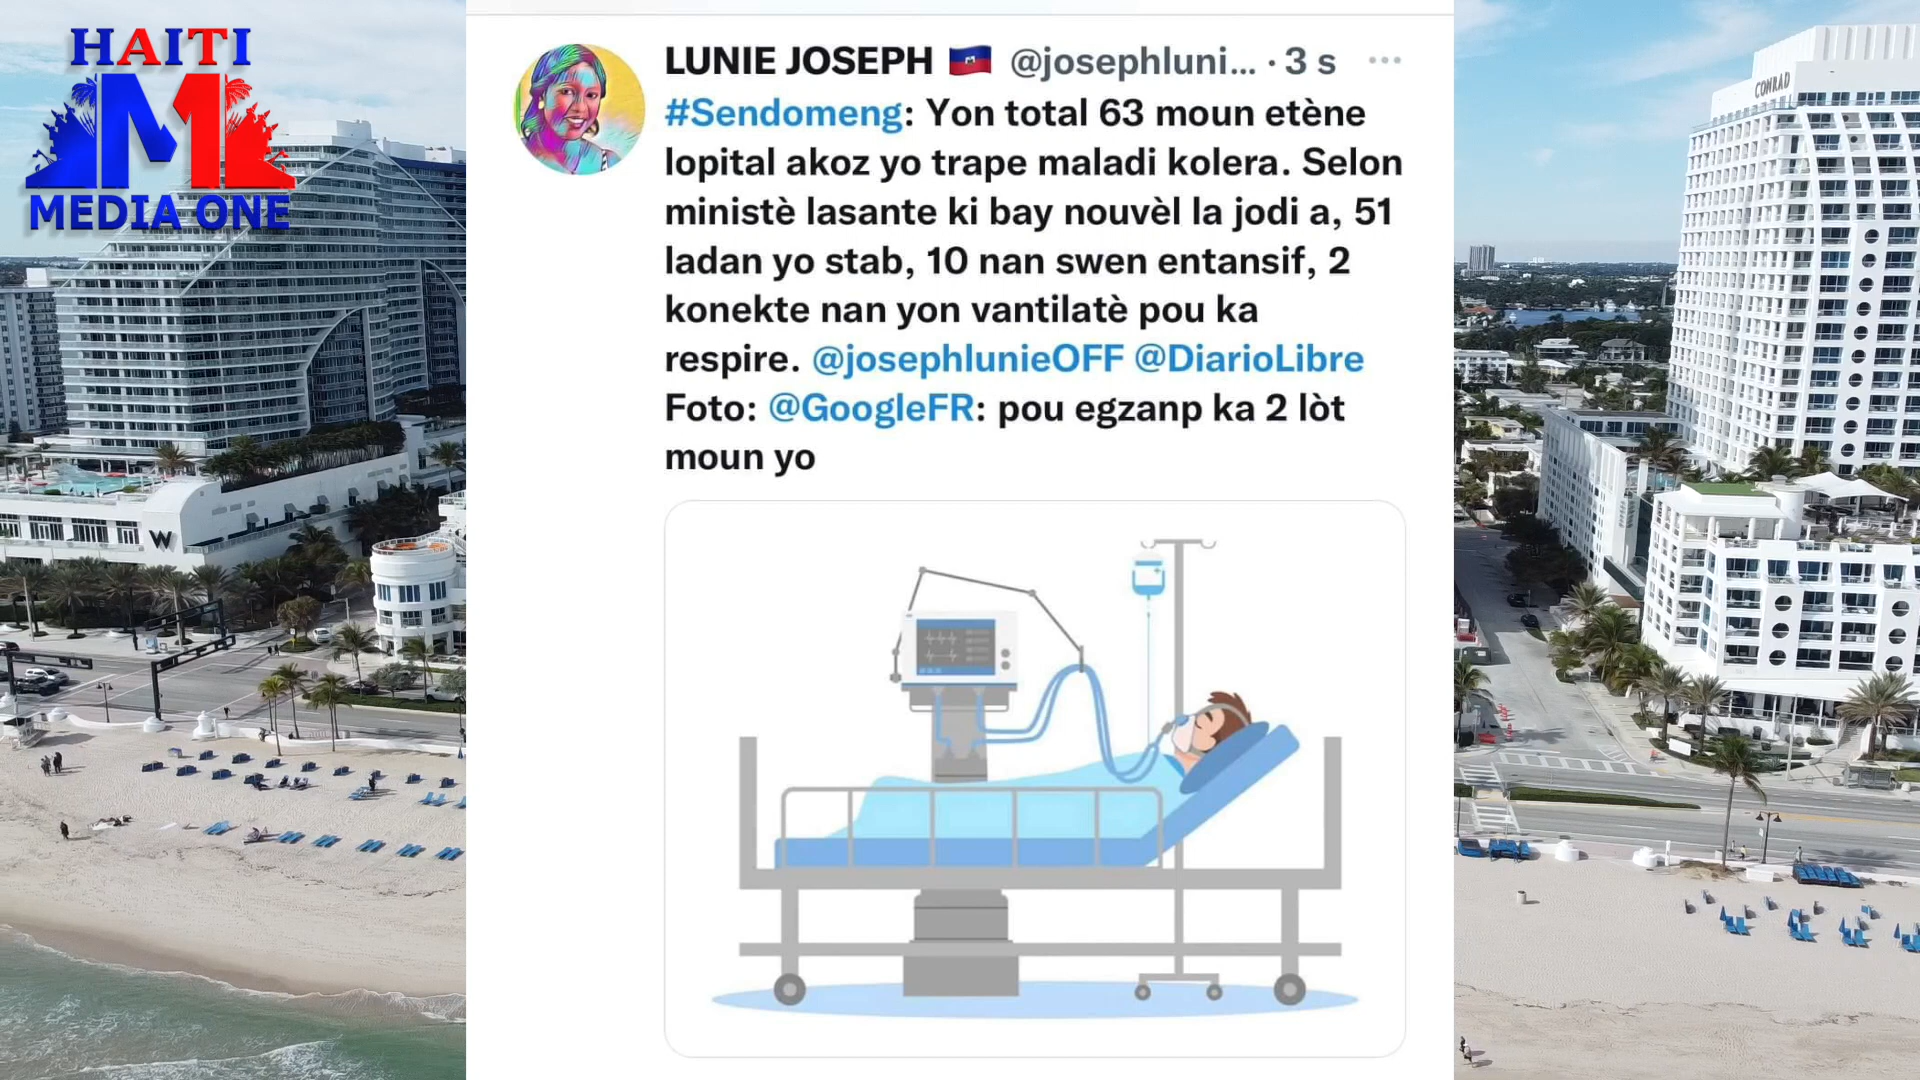 HAITI
M1
MEDIA ONE
W
CONRAD
LUNIE JOSEPH 🇭🇹 @josephluni... · 3 s ...
#Sendomeng: Yon total 63 moun etène
lopital akoz yo trape maladi kolera. Selon
ministè lasante ki bay nouvèl la jodi a, 51
ladan yo stab, 10 nan swen entansif, 2
konekte nan yon vantilatè pou ka
respire. @josephlunieOFF @DiarioLibre
Foto: @GoogleFR: pou egzanp ka 2 lòt
moun yo